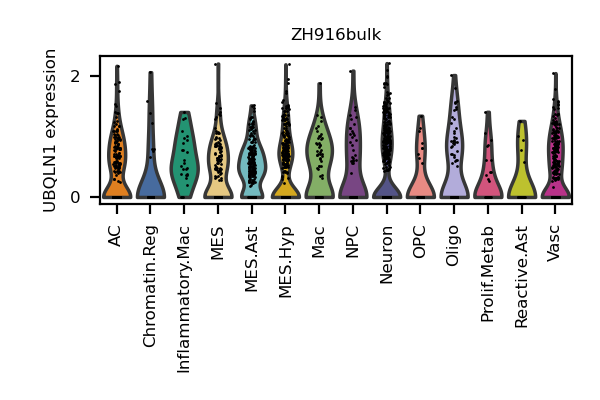 ZH916bulk
UBQLN1 expression
2
0
AC
Chromatin.Reg
Inflammatory.Mac
MES
MES.Ast
MES.Hyp
Mac
NPC
Neuron
OPC
Oligo
Prolif.Metab
Reactive.Ast
Vasc